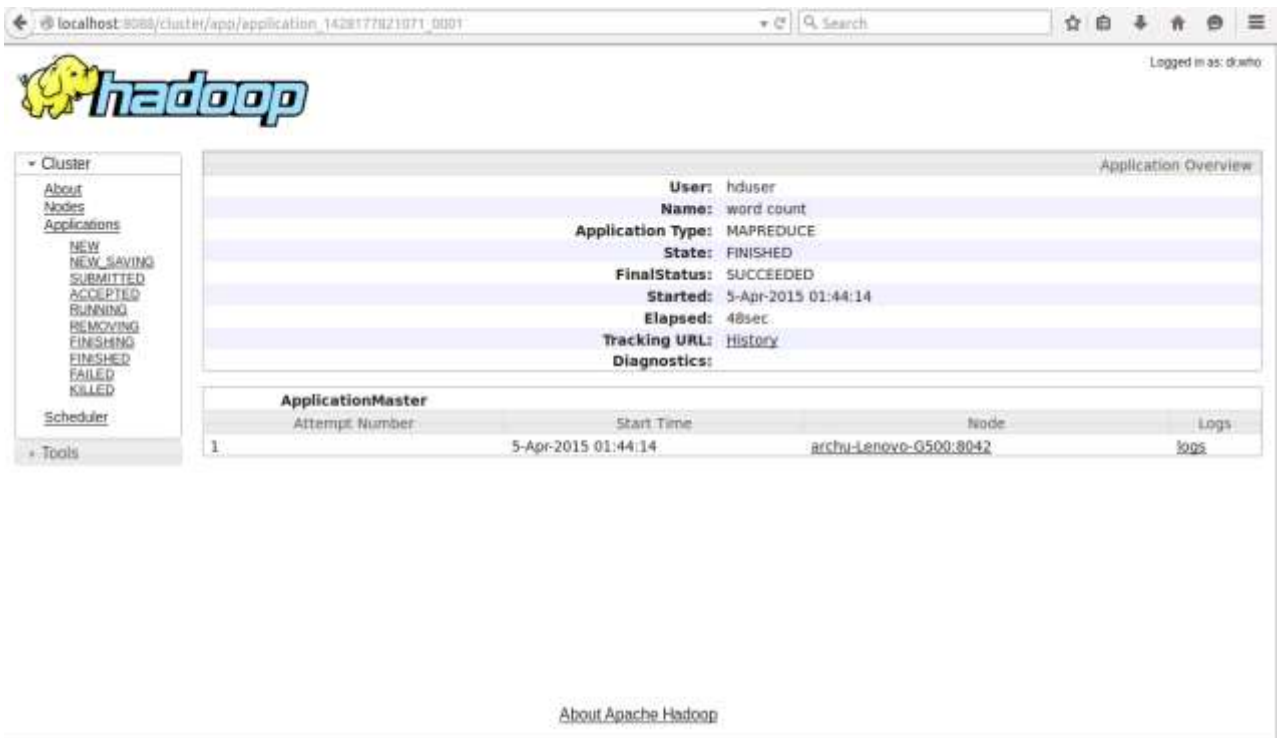 localhost:8088/cluster/app/application_1428177821071_0001
Search
Logged in as: dr.who
hadoop
Cluster
About
Nodes
Applications
NEW
NEW_SAVING
SUBMITTED
ACCEPTED
RUNNING
REMOVING
FINISHING
FINISHED
FAILED
KILLED
Scheduler
Tools
Application Overview
User: hduser
Name: word count
Application Type: MAPREDUCE
State: FINISHED
FinalStatus: SUCCEEDED
Started: 5-Apr-2015 01:44:14
Elapsed: 48sec
Tracking URL: History
Diagnostics:
ApplicationMaster
Attempt Number Start Time Node Logs
1 5-Apr-2015 01:44:14 archu-Lenovo-G500:8042 logs
About Apache Hadoop